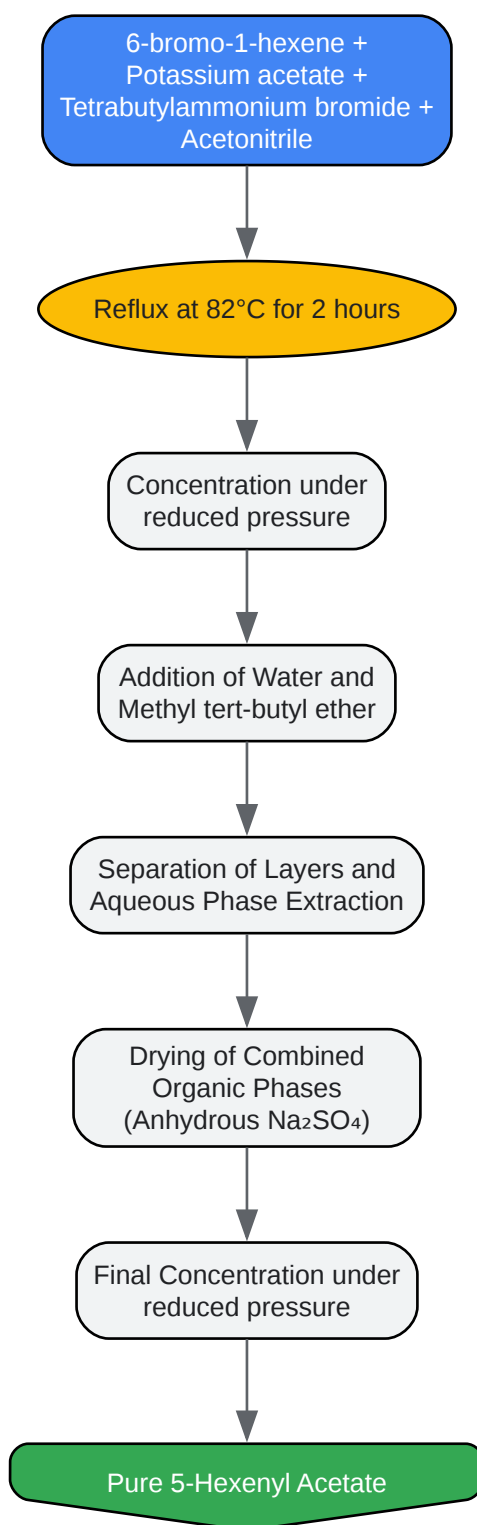 6-bromo-1-hexene +
Potassium acetate +
Tetrabutylammonium bromide +
Acetonitrile
Reflux at 82°C for 2 hours
Concentration under
reduced pressure
Addition of Water and
Methyl tert-butyl ether
Separation of Layers and
Aqueous Phase Extraction
Drying of Combined
Organic Phases
(Anhydrous Na₂SO₄)
Final Concentration under
reduced pressure
Pure 5-Hexenyl Acetate